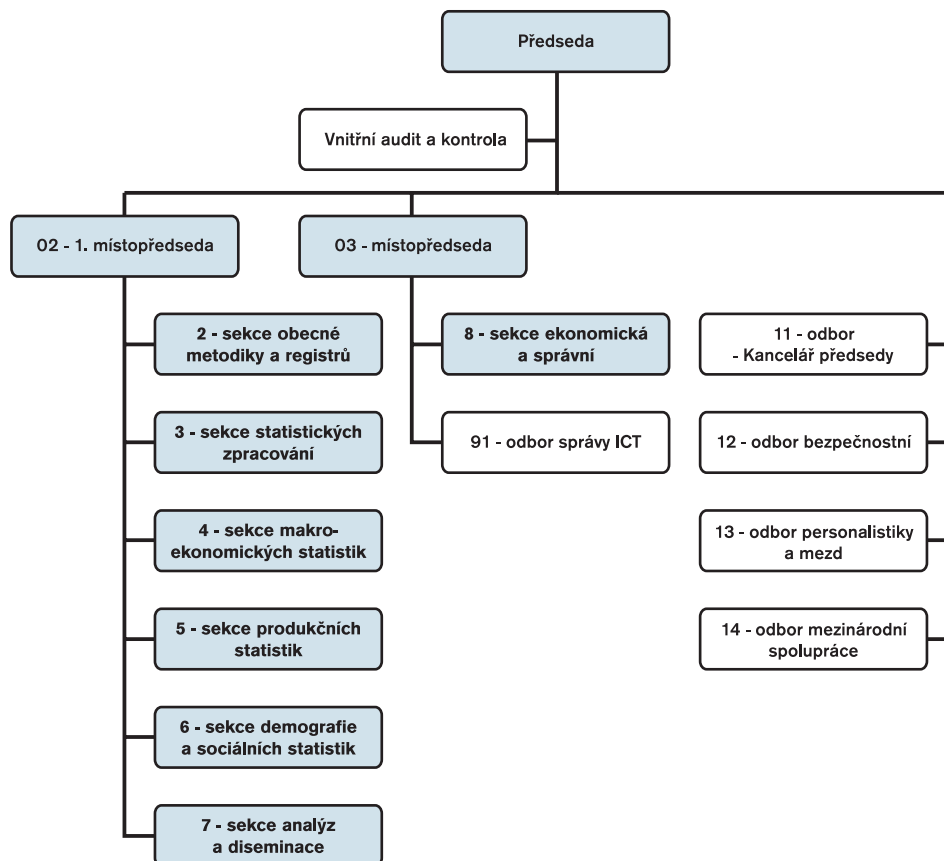 Předseda
Vnitřní audit a kontrola
02 - 1. místopředseda
03 - místopředseda
2 - sekce obecné
metodiky a registrů
3 - sekce statistických
zpracování
4 - sekce makro-
ekonomických statistik
5 - sekce produkčních
statistik
6 - sekce demografie
a sociálních statistik
7 - sekce analýz
a diseminace
8 - sekce ekonomická
a správní
91 - odbor správy ICT
11 - odbor
- Kancelář předsedy
12 - odbor bezpečnostní
13 - odbor personalistiky
a mezd
14 - odbor mezinárodní
spolupráce